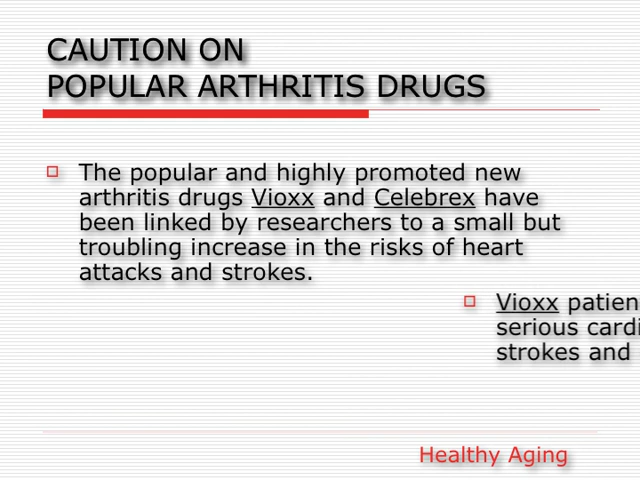 CAUTION ON
POPULAR ARTHRITIS DRUGS
The popular and highly promoted new
arthritis drugs Vioxx and Celebrex have
been linked by researchers to a small but
troubling increase in the risks of heart
attacks and strokes.
Vioxx
serious
strokes and
Healthy Aging